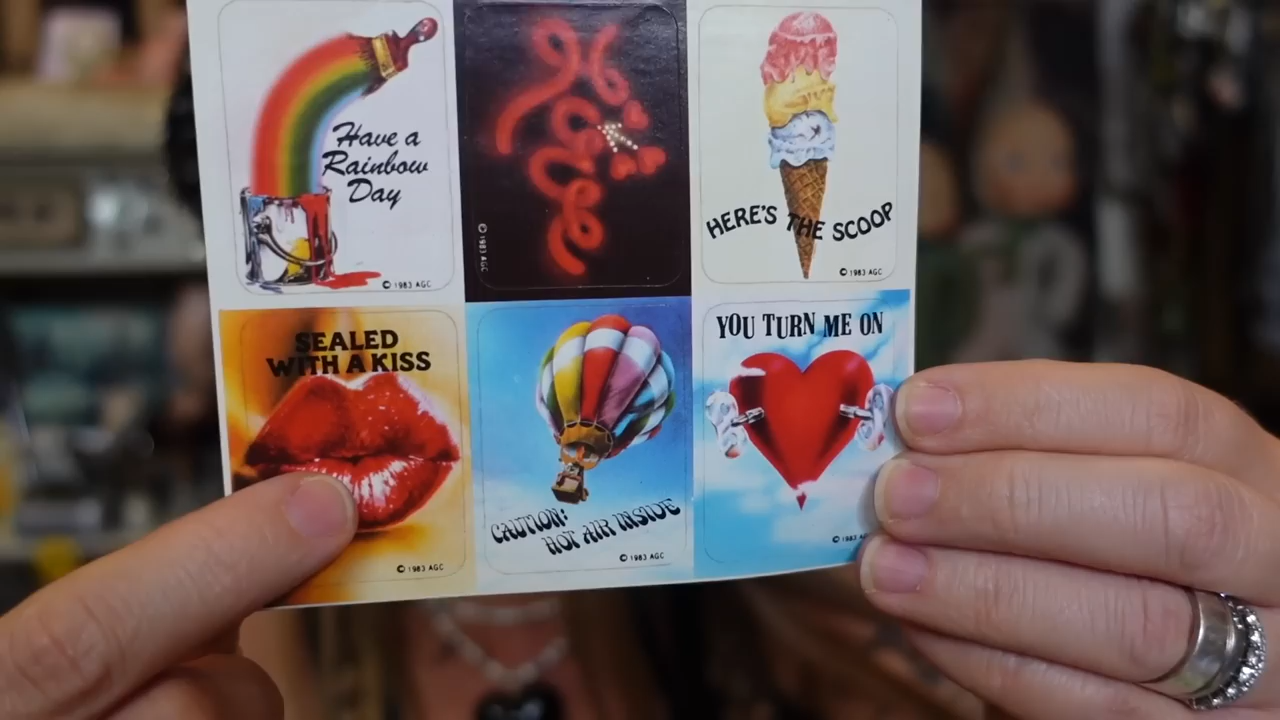 Have a
Rainbow
Day
© 1983 AGC
© 1983 AGC
HERE'S THE SCOOP
© 1983 AGC
SEALED
WITH A KISS
© 1983 AGC
CAUTION:
HOT AIR INSIDE
© 1983 AGC
YOU TURN ME ON
© 1983 A